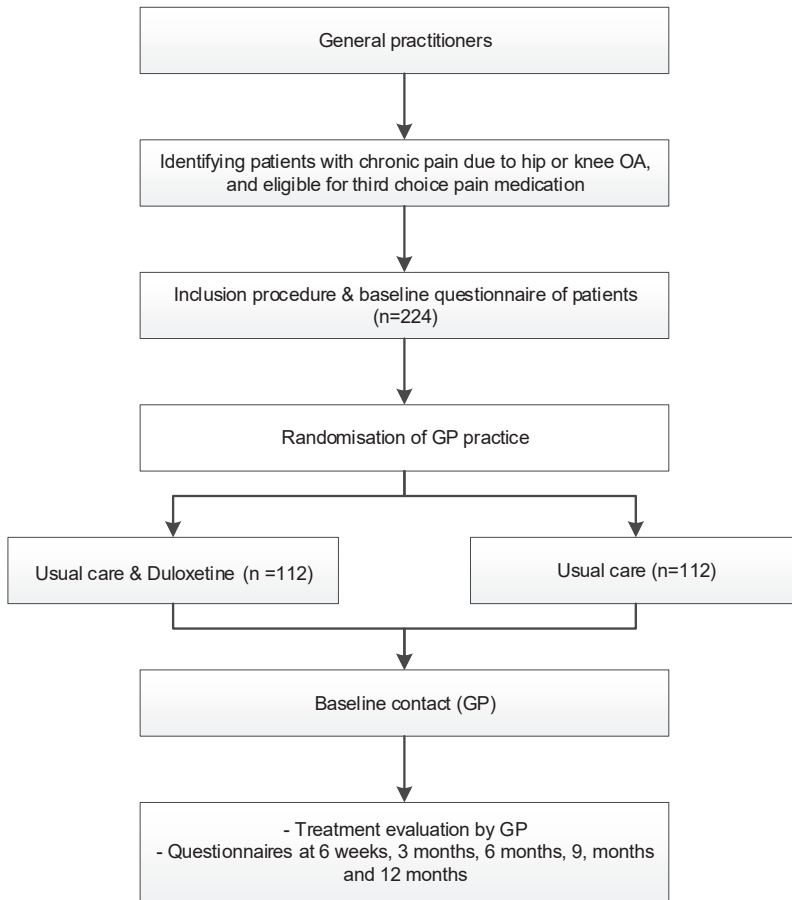 General practitioners
Identifying patients with chronic pain due to hip or knee OA,
and eligible for third choice pain medication
Inclusion procedure & baseline questionnaire of patients
(n=224)
Randomisation of GP practice
Usual care & Duloxetine (n =112)
Usual care (n=112)
Baseline contact (GP)
- Treatment evaluation by GP
- Questionnaires at 6 weeks, 3 months, 6 months, 9, months
and 12 months